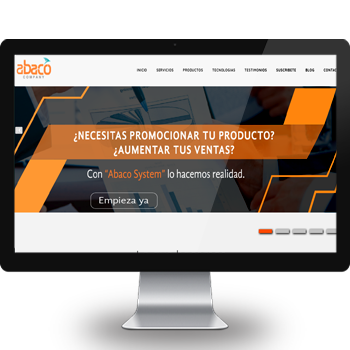 abaco
COMPANY
INICIO SERVICIOS PRODUCTOS TECNOLOGIAS TESTIMONIOS SUSCRIBETE BLOG CONTAC
¿NECESITAS PROMOCIONAR TU PRODUCTO?
¿AUMENTAR TUS VENTAS?
Con "Abaco System" lo hacemos realidad.
Empieza ya